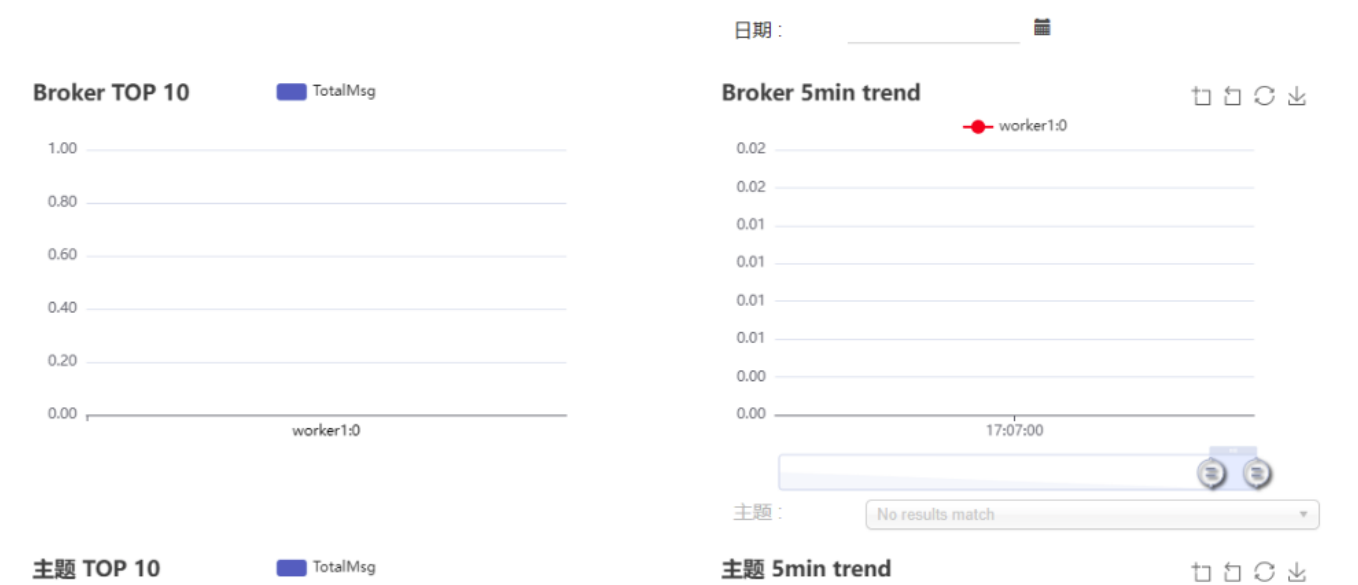 日期 :
Broker TOP 10
TotalMsg
1.00
0.80
0.60
0.40
0.20
0.00
worker1:0
Broker 5min trend
worker1:0
0.02
0.02
0.01
0.01
0.01
0.01
0.00
0.00
17:07:00
主题 :
No results match
主题 TOP 10
TotalMsg
主题 5min trend